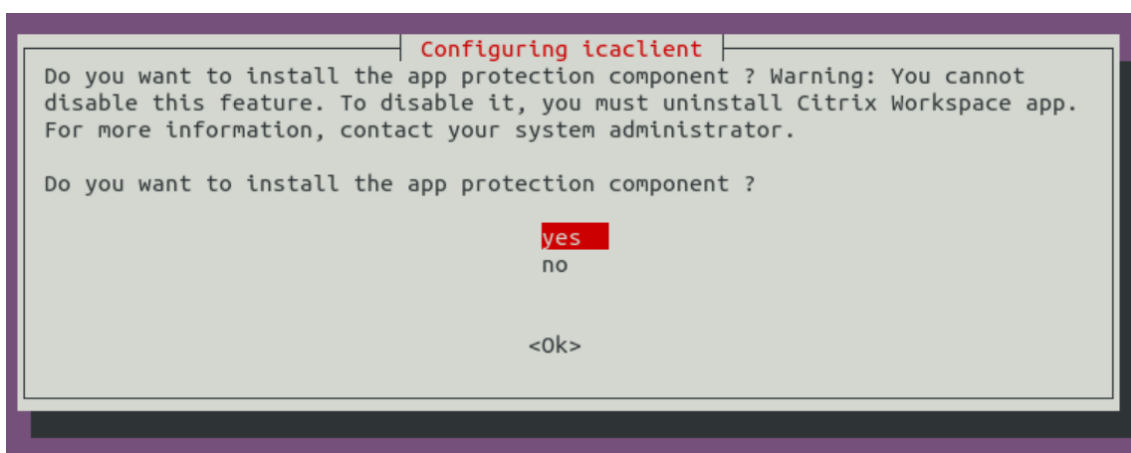 Configuring icaclient
Do you want to install the app protection component ? Warning: You cannot
disable this feature. To disable it, you must uninstall Citrix Workspace app.
For more information, contact your system administrator.
Do you want to install the app protection component ?
yes
no
<Ok>